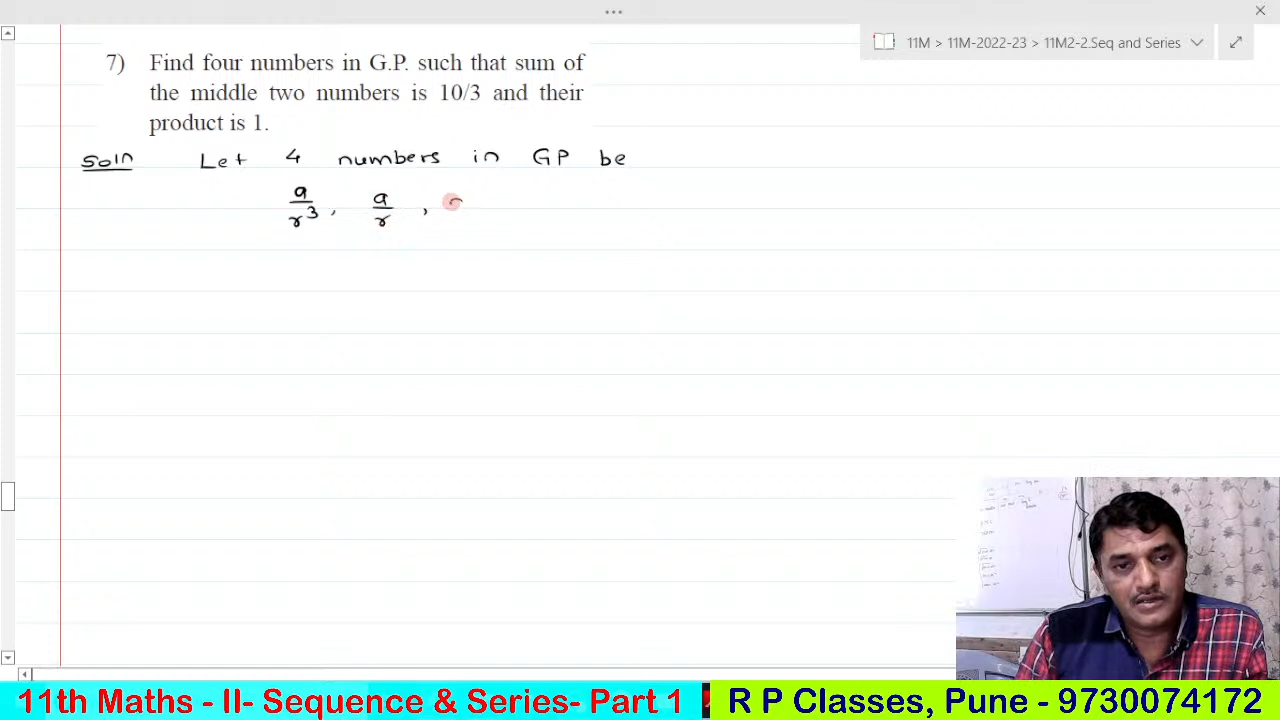 ...
11M > 11M-2022-23 > 11M2-2.Seq and Series
7) Find four numbers in G.P. such that sum of
the middle two numbers is 10/3 and their
product is 1.
Soln Let 4 numbers in GP be
a/r³, a/r,
11th Maths - II- Sequence & Series- Part 1
R P Classes, Pune - 9730074172